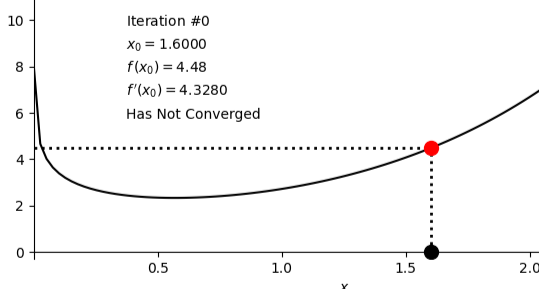 10
8
6
4
2
0
Iteration #0
x₀ = 1.6000
f(x₀) = 4.48
f'(x₀) = 4.3280
Has Not Converged
0.5
1.0
1.5
2.0
x